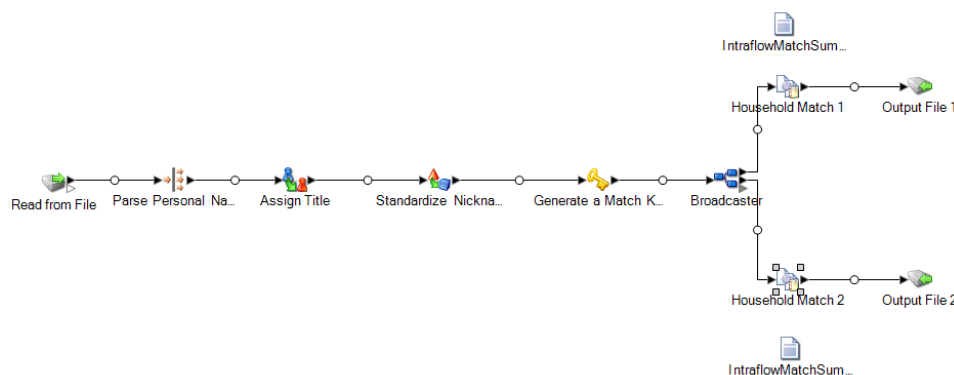 IntraflowMatchSum...
Household Match 1
Output File 1
Read from File
Parse Personal Na...
Assign Title
Standardize Nickna...
Generate a Match K...
Broadcaster
Household Match 2
Output File 2
IntraflowMatchSum...